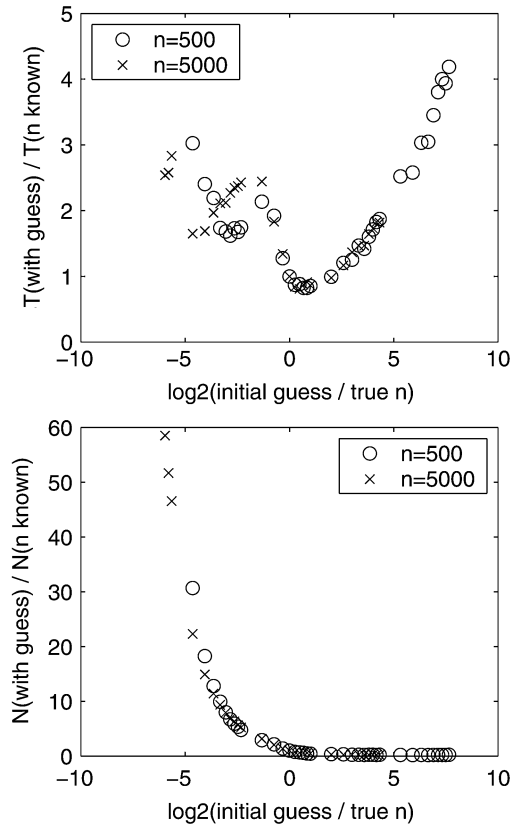 5
4
3
2
1
0
T(with guess) / T(n known)
n=500
n=5000
−10
−5
0
5
10
log2(initial guess / true n)
60
50
40
30
20
10
0
N(with guess) / N(n known)
n=500
n=5000
−10
−5
0
5
10
log2(initial guess / true n)